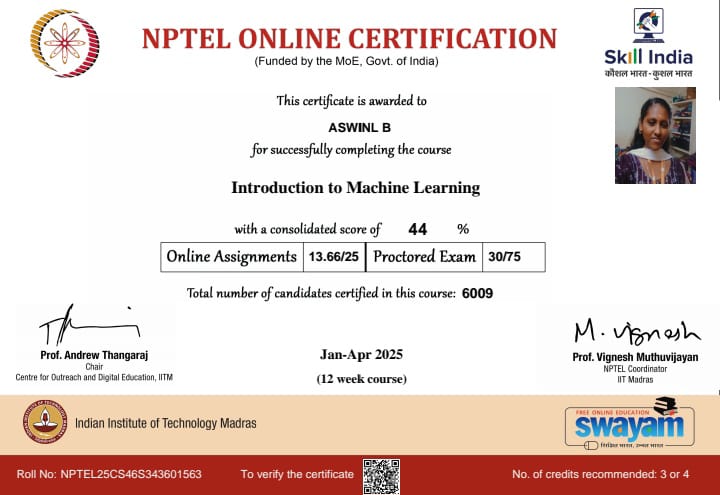 NPTEL ONLINE CERTIFICATION
(Funded by the MoE, Govt. of India)
Skill India
कौशल भारत - कुशल भारत
This certificate is awarded to
ASWINL B
for successfully completing the course
Introduction to Machine Learning
with a consolidated score of 44 %
Online Assignments 13.66/25 Proctored Exam 30/75
Total number of candidates certified in this course: 6009
M. Vignesh
Prof. Andrew Thangaraj
Chair
Centre for Outreach and Digital Education, IITM
Jan-Apr 2025
(12 week course)
Prof. Vignesh Muthuvijayan
NPTEL Coordinator
IIT Madras
Indian Institute of Technology Madras
FREE ONLINE EDUCATION
swayam
शिक्षित भारत, उन्नत भारत
Roll No: NPTEL25CS46S343601563
To verify the certificate
No. of credits recommended: 3 or 4